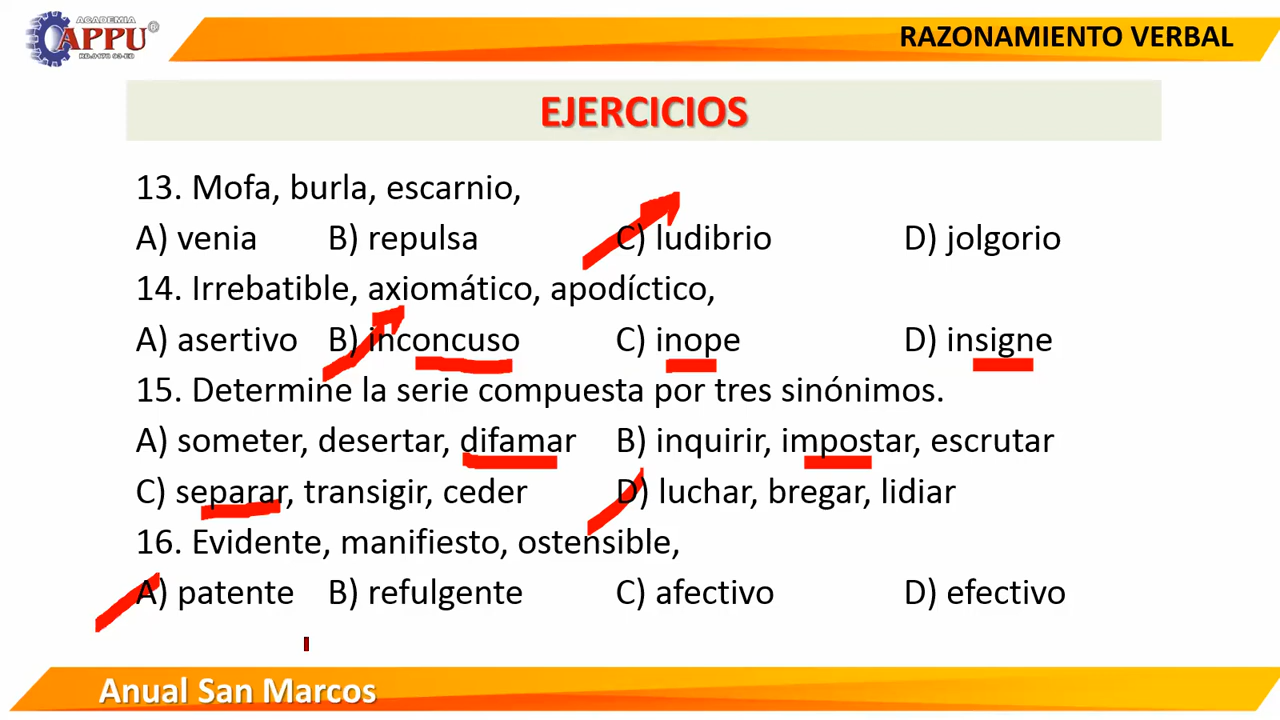 ACADEMIA
APPU®
RAZONAMIENTO VERBAL
EJERCICIOS
13. Mofa, burla, escarnio,
A) venia B) repulsa C) ludibrio D) jolgorio
14. Irrebatible, axiomático, apodíctico,
A) asertivo B) inconcuso C) inope D) insigne
15. Determine la serie compuesta por tres sinónimos.
A) someter, desertar, difamar B) inquirir, impostar, escrutar
C) separar, transigir, ceder D) luchar, bregar, lidiar
16. Evidente, manifiesto, ostensible,
A) patente B) refulgente C) afectivo D) efectivo
Anual San Marcos